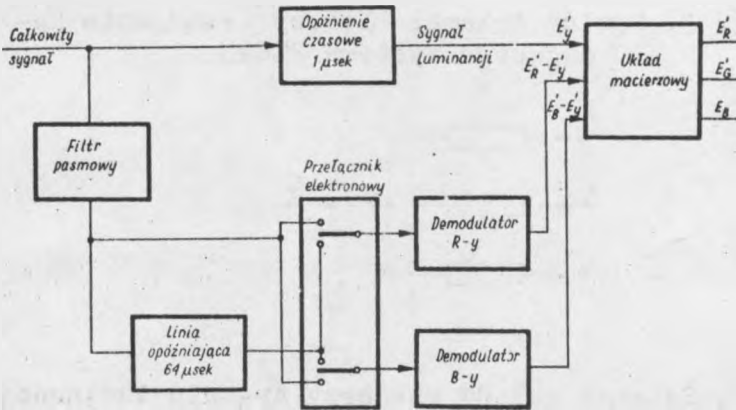 Całkowity
sygnał
Opóźnienie
czasowe
1 μsek
Sygnał
luminancji
E'y
E'R-E'y
E'B-E'y
Układ
macierzowy
E'R
E'G
EB
Filtr
pasmowy
Przełącznik
elektronowy
Demodulator
R-y
Linia
opóźniająca
64 μsek
Demodulator
B-y